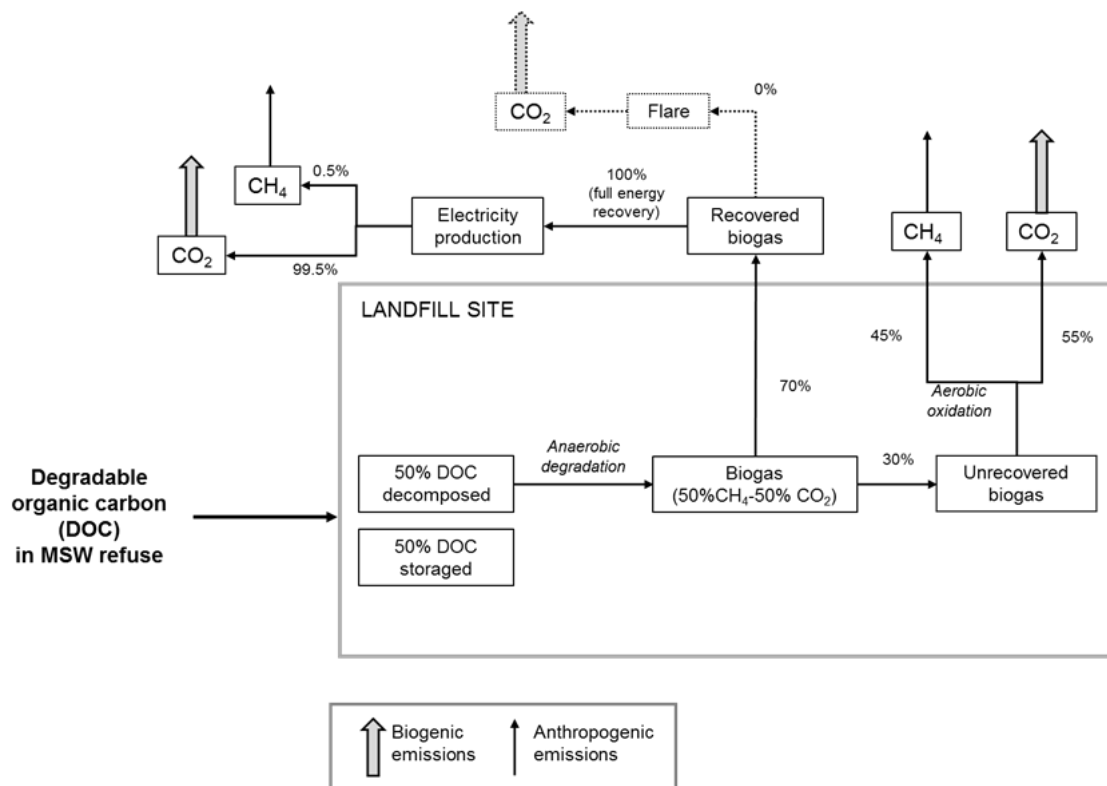 0%
CO₂
Flare
0.5%
CH₄
100%
(full energy
recovery)
Electricity
production
Recovered
biogas
CH₄
CO₂
CO₂
99.5%
LANDFILL SITE
45%
55%
70%
Aerobic
oxidation
Anaerobic
degradation
Degradable
organic carbon
(DOC)
in MSW refuse
50% DOC
decomposed
Biogas
(50%CH₄-50% CO₂)
30%
Unrecovered
biogas
50% DOC
storaged
Biogenic
emissions
Anthropogenic
emissions